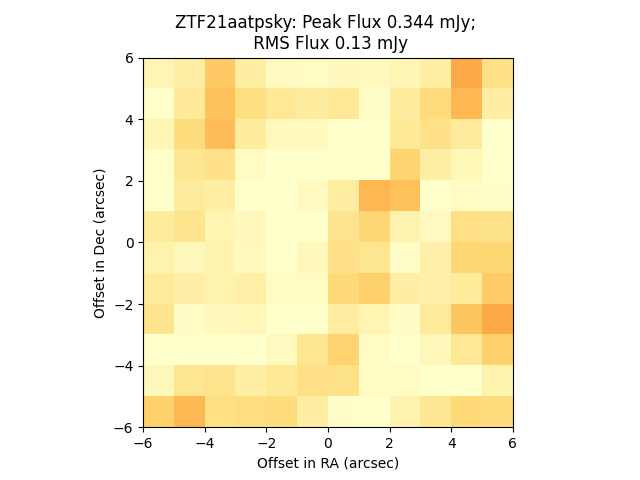 ZTF21aatpsky: Peak Flux 0.344 mJy;
RMS Flux 0.13 mJy
6
4
2
0
−2
−4
−6
Offset in Dec (arcsec)
−6 −4 −2 0 2 4 6
Offset in RA (arcsec)